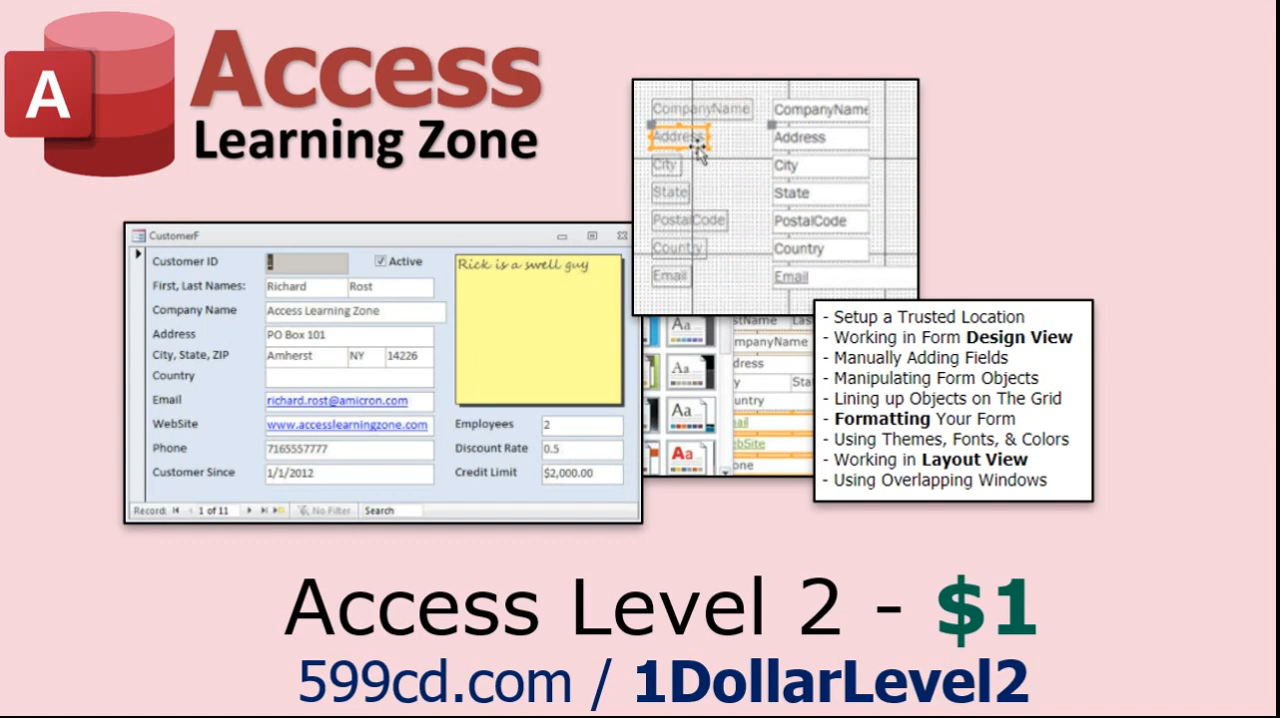 A
Access
Learning Zone
CompanyName CompanyName
Address Address
City City
State State
PostalCode PostalCode
Country Country
Email Email
CustomerF
Customer ID Active
First, Last Names: Richard Rost
Company Name Access Learning Zone
Address PO Box 101
City, State, ZIP Amherst NY 14226
Country
Email richard.rost@amicron.com
WebSite www.accesslearningzone.com
Phone 7165557777
Customer Since 1/1/2012
Rick is a swell guy
Employees 2
Discount Rate 0.5
Credit Limit $2,000.00
Record: 1 of 11 No Filter Search
Aa
Aa
Aa
Aa
- Setup a Trusted Location
- Working in Form Design View
- Manually Adding Fields
- Manipulating Form Objects
- Lining up Objects on The Grid
- Formatting Your Form
- Using Themes, Fonts, & Colors
- Working in Layout View
- Using Overlapping Windows
Access Level 2 - $1
599cd.com / 1DollarLevel2